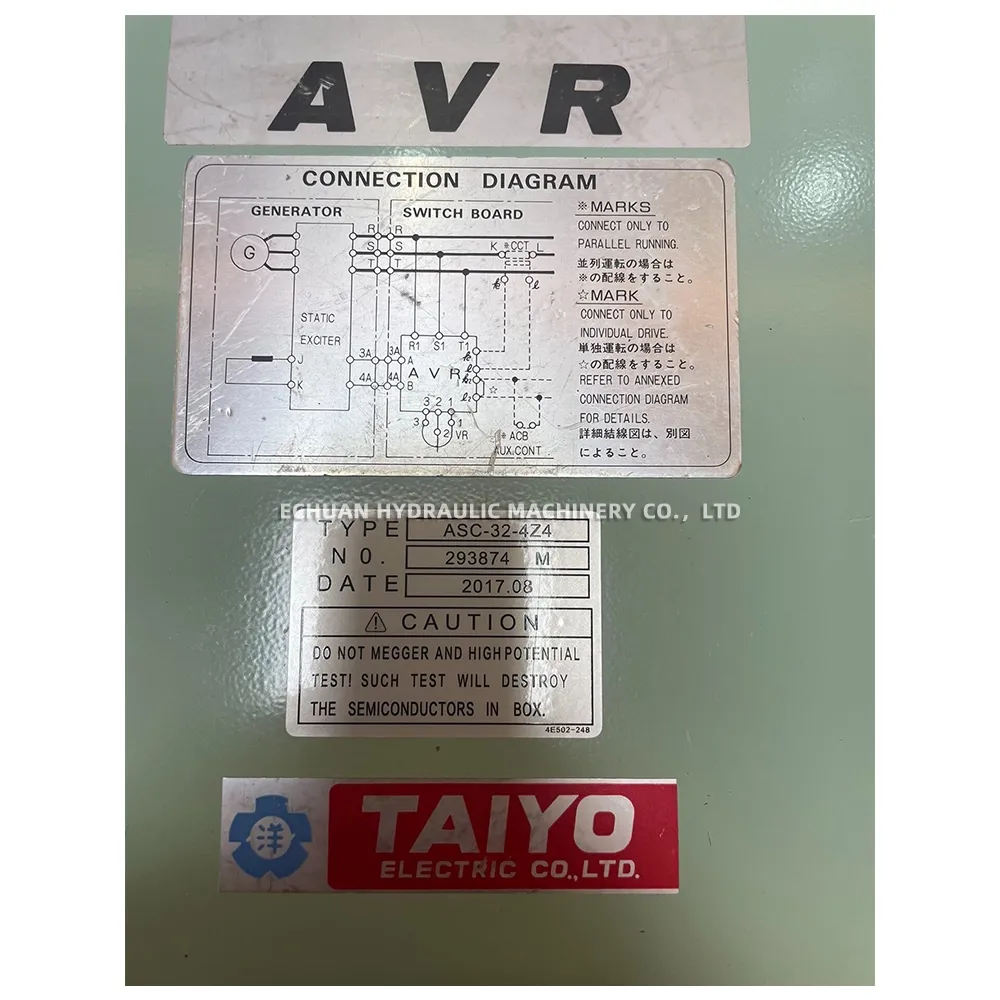 AVR
CONNECTION DIAGRAM
GENERATOR
SWITCH BOARD
R R
S S
T T
G
K ※CCT L
k l
STATIC
EXCITER
J
K
3A 3A A
4A 4A B
R1 S1 T1
AVR
k
l
k₁
l₂
☆
3 2 1
3 2 1
VR
※ACB
AUX.CONT
※MARKS
CONNECT ONLY TO
PARALLEL RUNNING.
並列運転の場合は
※の配線をすること。
☆MARK
CONNECT ONLY TO
INDIVIDUAL DRIVE.
単独運転の場合は
☆の配線をすること。
REFER TO ANNEXED
CONNECTION DIAGRAM
FOR DETAILS.
詳細結線図は、別図
によること。
EGHUAN HYDRAULIC MACHINERY CO., LTD
TYPE ASC-32-4Z4
NO. 293874 M
DATE 2017.08
⚠ CAUTION
DO NOT MEGGER AND HIGH POTENTIAL
TEST! SUCH TEST WILL DESTROY
THE SEMICONDUCTORS IN BOX.
4E502-248
洋
TAIYO
ELECTRIC CO.,LTD.